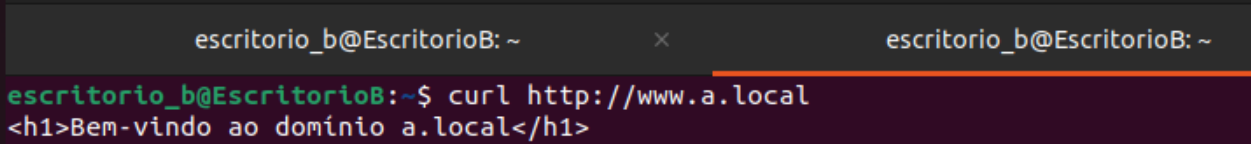 escritorio_b@EscritorioB: ~ × escritorio_b@EscritorioB: ~
escritorio_b@EscritorioB:~$ curl http://www.a.local
<h1>Bem-vindo ao domínio a.local</h1>